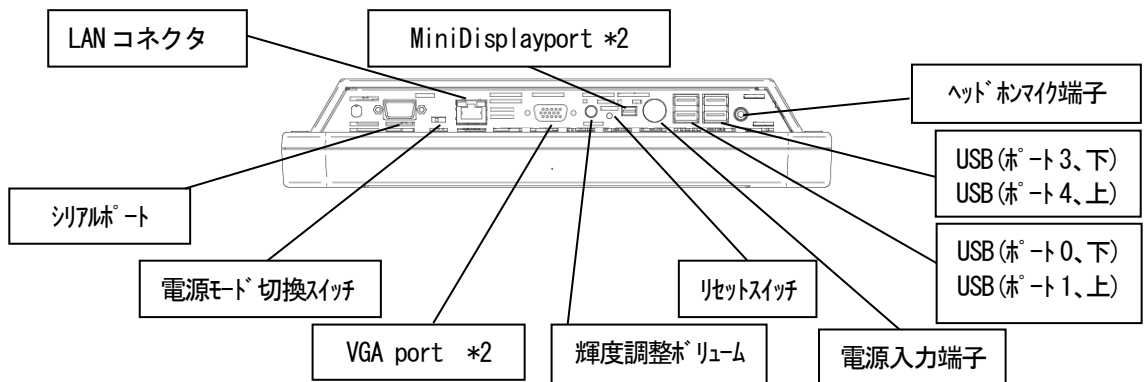 LAN コネクタ
MiniDisplayport *2
ﾍｯﾄﾞﾎﾝﾏｲｸ端子
USB(ﾎﾟｰﾄ 3、下)
USB(ﾎﾟｰﾄ 4、上)
ｼﾘｱﾙﾎﾟｰﾄ
USB(ﾎﾟｰﾄ 0、下)
USB(ﾎﾟｰﾄ 1、上)
電源ﾓｰﾄﾞ切換ｽｲｯﾁ
ﾘｾｯﾄｽｲｯﾁ
VGA port *2
輝度調整ﾎﾞﾘｭｰﾑ
電源入力端子